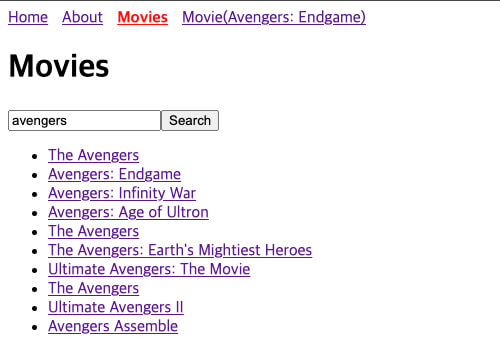 Home About Movies Movie(Avengers: Endgame)
Movies
avengers Search
The Avengers
Avengers: Endgame
Avengers: Infinity War
Avengers: Age of Ultron
The Avengers
The Avengers: Earth's Mightiest Heroes
Ultimate Avengers: The Movie
The Avengers
Ultimate Avengers II
Avengers Assemble